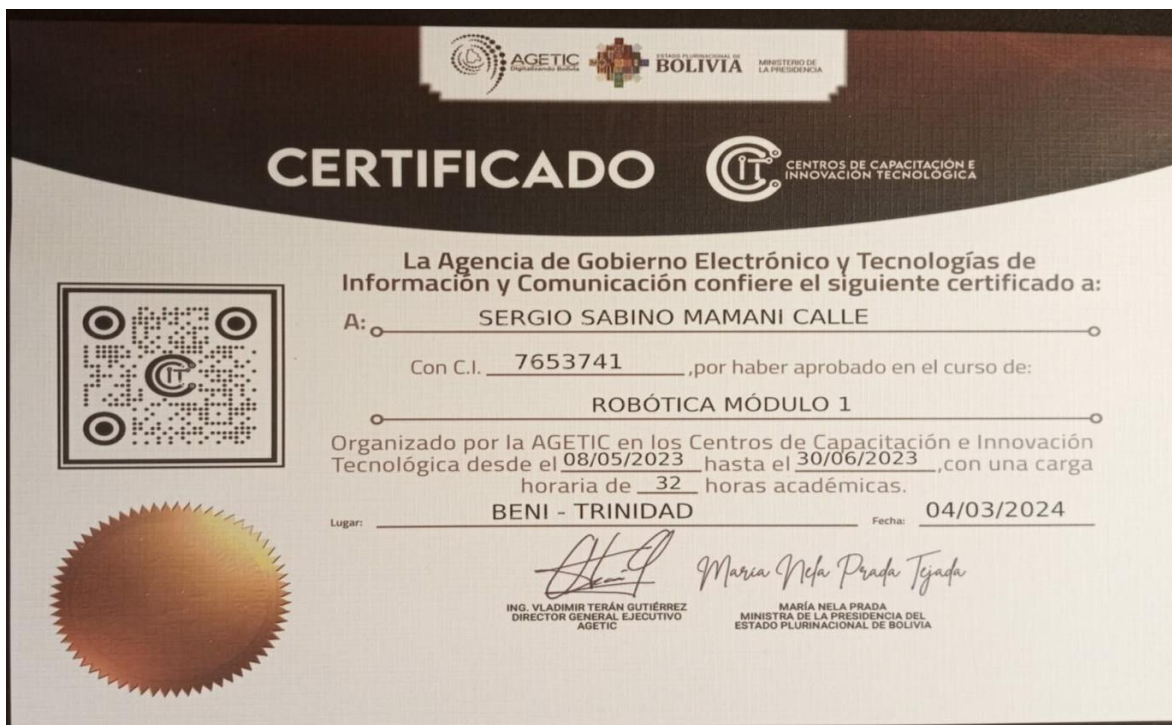 AGETIC
Digitalizando Bolivia
ESTADO PLURINACIONAL DE
BOLIVIA
MINISTERIO DE
LA PRESIDENCIA
CERTIFICADO
CIT
CENTROS DE CAPACITACIÓN E
INNOVACIÓN TECNOLÓGICA
La Agencia de Gobierno Electrónico y Tecnologías de
Información y Comunicación confiere el siguiente certificado a:
A: SERGIO SABINO MAMANI CALLE
Con C.I. 7653741 ,por haber aprobado en el curso de:
ROBÓTICA MÓDULO 1
Organizado por la AGETIC en los Centros de Capacitación e Innovación
Tecnológica desde el 08/05/2023 hasta el 30/06/2023 ,con una carga
horaria de 32 horas académicas.
Lugar: BENI - TRINIDAD Fecha: 04/03/2024
CIT
María Nela Prada Tejada
ING. VLADIMIR TERÁN GUTIÉRREZ
DIRECTOR GENERAL EJECUTIVO
AGETIC
MARÍA NELA PRADA
MINISTRA DE LA PRESIDENCIA DEL
ESTADO PLURINACIONAL DE BOLIVIA